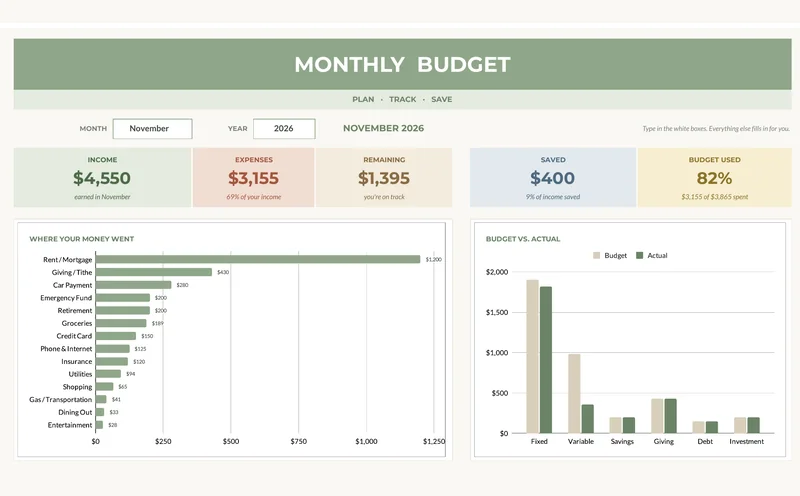 MONTHLY BUDGET
PLAN · TRACK · SAVE
MONTH November YEAR 2026 NOVEMBER 2026 Type in the white boxes. Everything else fills in for you.
INCOME
$4,550
earned in November
EXPENSES
$3,155
69% of your income
REMAINING
$1,395
you're on track
SAVED
$400
9% of income saved
BUDGET USED
82%
$3,155 of $3,865 spent
WHERE YOUR MONEY WENT
Rent / Mortgage $1,200
Giving / Tithe $430
Car Payment $280
Emergency Fund $200
Retirement $200
Groceries $189
Credit Card $150
Phone & Internet $125
Insurance $120
Utilities $94
Shopping $65
Gas / Transportation $41
Dining Out $33
Entertainment $28
$0 $250 $500 $750 $1,000 $1,250
BUDGET VS. ACTUAL
Budget Actual
$2,000
$1,500
$1,000
$500
$0
Fixed Variable Savings Giving Debt Investment